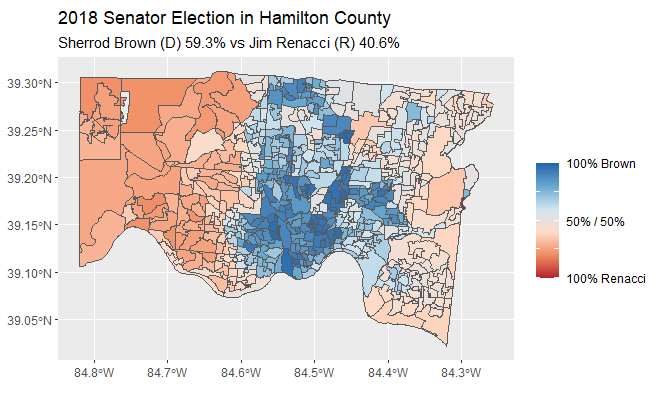 2018 Senator Election in Hamilton County
Sherrod Brown (D) 59.3% vs Jim Renacci (R) 40.6%
39.30°N
39.25°N
39.20°N
39.15°N
39.10°N
39.05°N
84.8°W
84.7°W
84.6°W
84.5°W
84.4°W
84.3°W
100% Brown
50% / 50%
100% Renacci